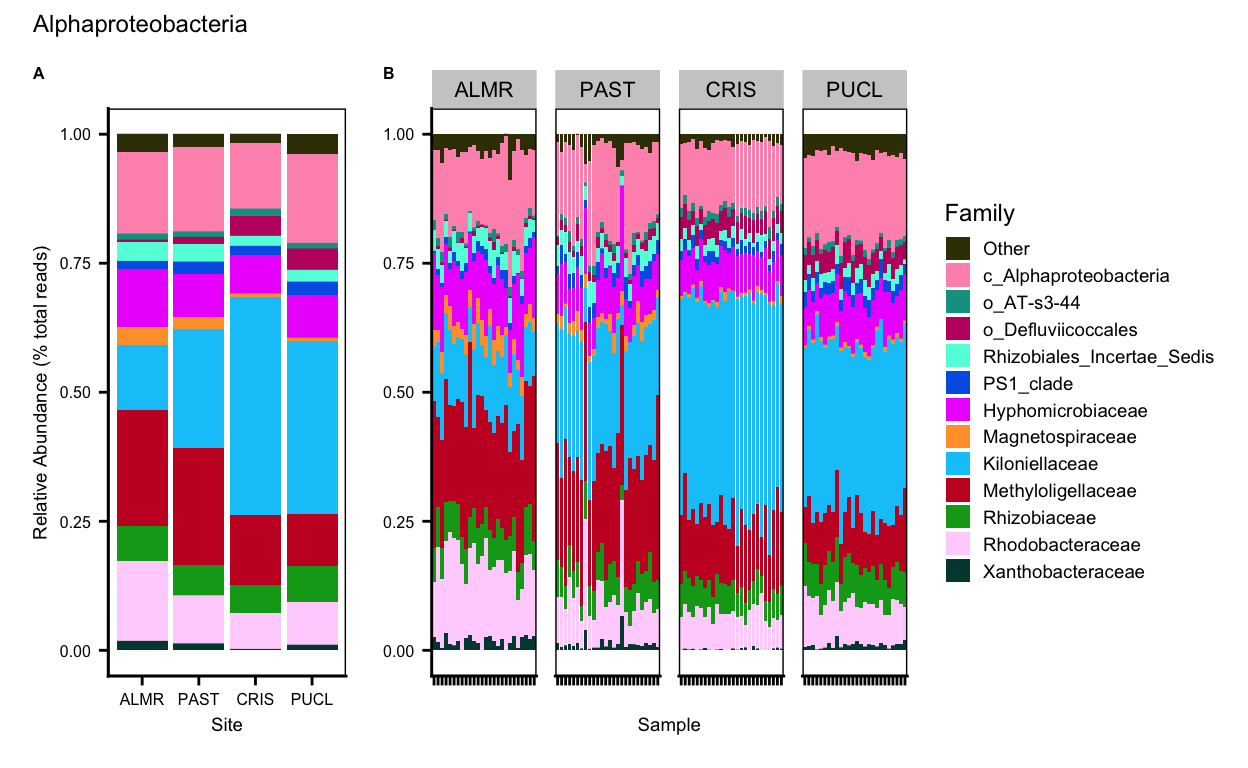 Alphaproteobacteria
A
Relative Abundance (% total reads)
1.00
0.75
0.50
0.25
0.00
ALMR PAST CRIS PUCL
Site
B
ALMR PAST CRIS PUCL
1.00
0.75
0.50
0.25
0.00
Sample
Family
Other
c_Alphaproteobacteria
o_AT-s3-44
o_Defluviicoccales
Rhizobiales_Incertae_Sedis
PS1_clade
Hyphomicrobiaceae
Magnetospiraceae
Kiloniellaceae
Methyloligellaceae
Rhizobiaceae
Rhodobacteraceae
Xanthobacteraceae